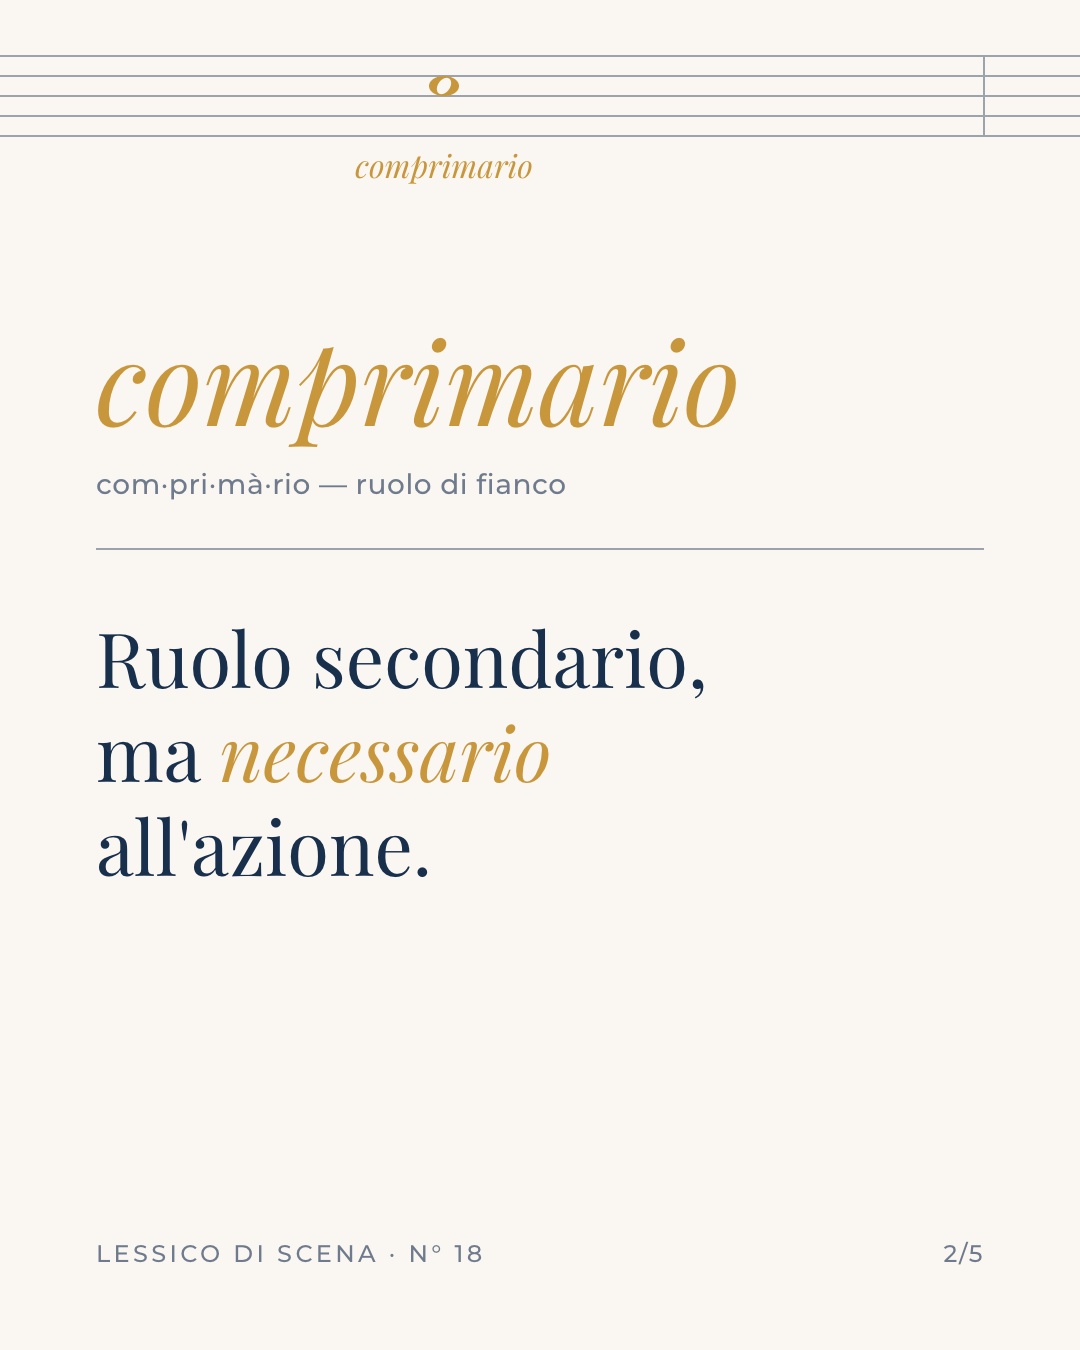 comprimario
comprimario
com·pri·mà·rio — ruolo di fianco
Ruolo secondario,
ma necessario
all'azione.
LESSICO DI SCENA · N° 18
2/5